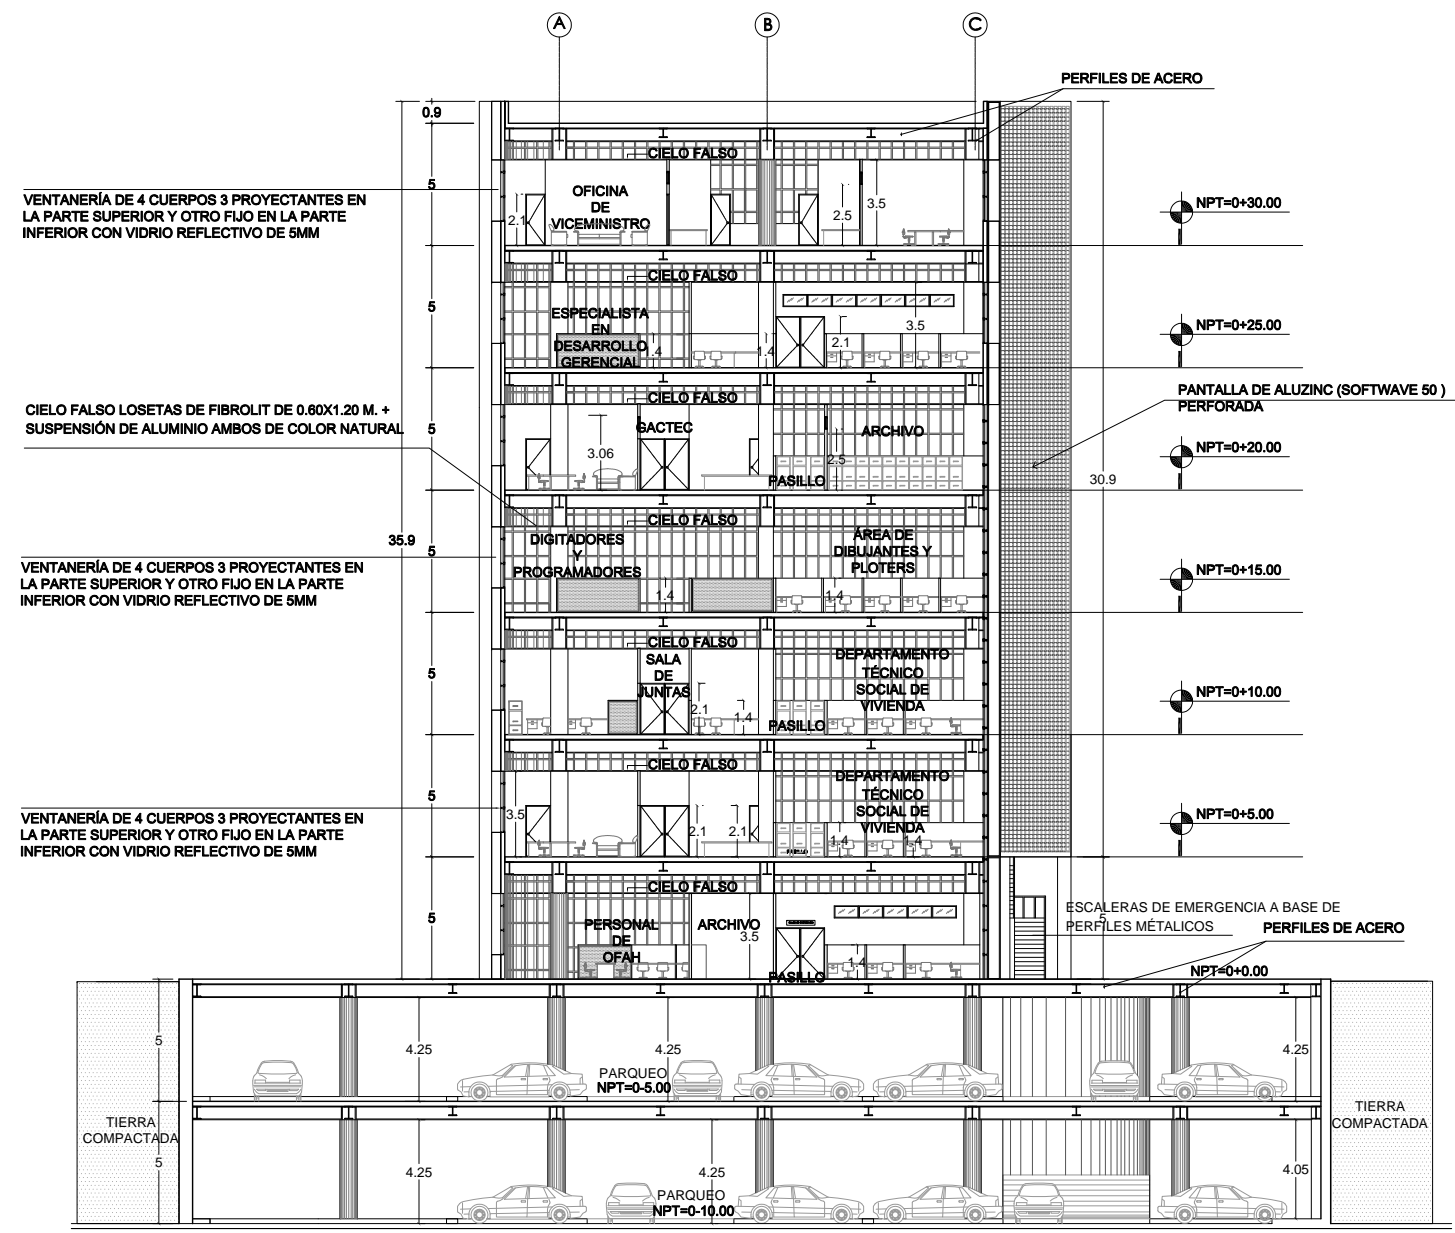 A
B
C
PERFILES DE ACERO
0.9
CIELO FALSO
5
VENTANERÍA DE 4 CUERPOS 3 PROYECTANTES EN
LA PARTE SUPERIOR Y OTRO FIJO EN LA PARTE
INFERIOR CON VIDRIO REFLECTIVO DE 5MM
OFICINA
DE
VICEMINISTRO
2.1
2.5
3.5
NPT=0+30.00
CIELO FALSO
5
ESPECIALISTA
EN
DESARROLLO
GERENCIAL
1.4
1.4
2.1
3.5
NPT=0+25.00
CIELO FALSO
PANTALLA DE ALUZINC (SOFTWAVE 50 )
PERFORADA
CIELO FALSO LOSETAS DE FIBROLIT DE 0.60X1.20 M. +
SUSPENSIÓN DE ALUMINIO AMBOS DE COLOR NATURAL
5
GACTEC
ARCHIVO
3.06
2.5
PASILLO
NPT=0+20.00
30.9
CIELO FALSO
35.9
5
DIGITADORES
Y
PROGRAMADORES
ÁREA DE
DIBUJANTES Y
PLOTERS
1.4
1.4
NPT=0+15.00
VENTANERÍA DE 4 CUERPOS 3 PROYECTANTES EN
LA PARTE SUPERIOR Y OTRO FIJO EN LA PARTE
INFERIOR CON VIDRIO REFLECTIVO DE 5MM
CIELO FALSO
5
SALA
DE
JUNTAS
DEPARTAMENTO
TÉCNICO
SOCIAL DE
VIVIENDA
2.1
1.4
PASILLO
NPT=0+10.00
CIELO FALSO
5
DEPARTAMENTO
TÉCNICO
SOCIAL DE
VIVIENDA
3.5
2.1
2.1
1.4
1.4
PASILLO
NPT=0+5.00
VENTANERÍA DE 4 CUERPOS 3 PROYECTANTES EN
LA PARTE SUPERIOR Y OTRO FIJO EN LA PARTE
INFERIOR CON VIDRIO REFLECTIVO DE 5MM
CIELO FALSO
5
PERSONAL
DE
OFAH
ARCHIVO
3.5
1.4
PASILLO
5
ESCALERAS DE EMERGENCIA A BASE DE
PERFILES MÉTALICOS
PERFILES DE ACERO
NPT=0+0.00
5
4.25
4.25
4.25
PARQUEO
NPT=0-5.00
TIERRA
COMPACTADA
TIERRA
COMPACTADA
5
4.25
4.25
4.05
PARQUEO
NPT=0-10.00